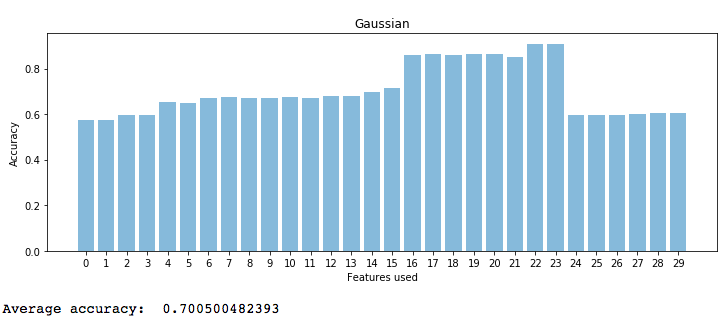 Gaussian
0.8
0.6
0.4
0.2
0.0
Accuracy
0 1 2 3 4 5 6 7 8 9 10 11 12 13 14 15 16 17 18 19 20 21 22 23 24 25 26 27 28 29
Features used
Average accuracy:  0.700500482393